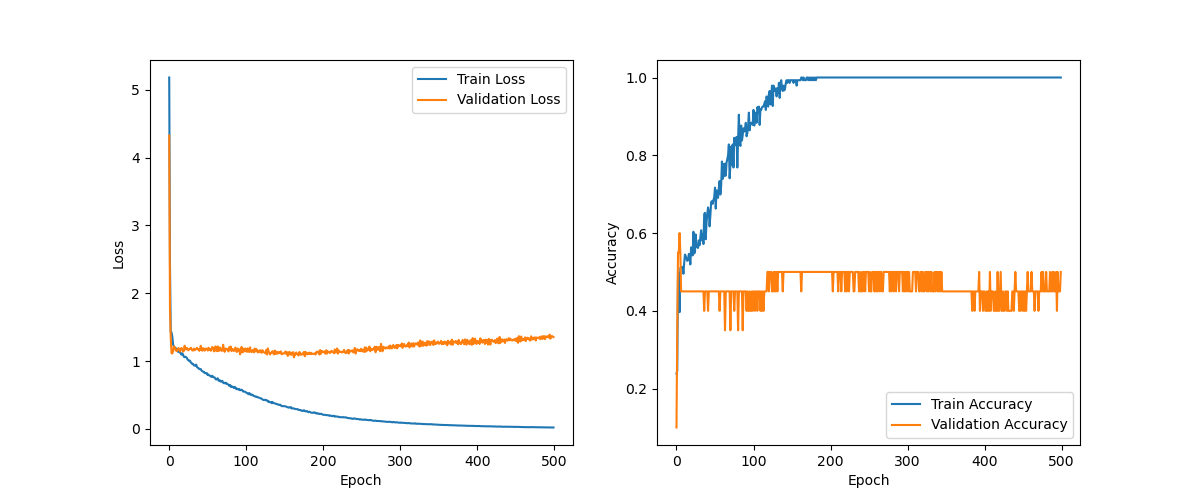 Train Loss
Validation Loss
5
4
3
2
1
0
Loss
0 100 200 300 400 500
Epoch
1.0
0.8
0.6
0.4
0.2
Accuracy
Train Accuracy
Validation Accuracy
0 100 200 300 400 500
Epoch